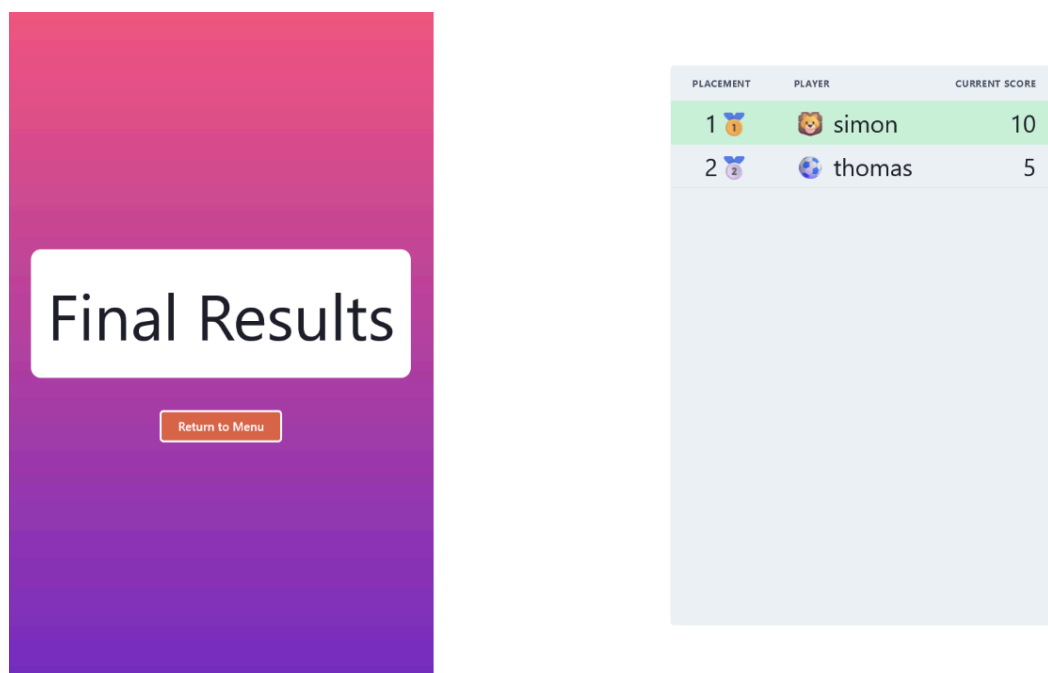 Final Results
Return to Menu
PLACEMENT PLAYER CURRENT SCORE
1 🥇 simon 10
2 🥈 thomas 5